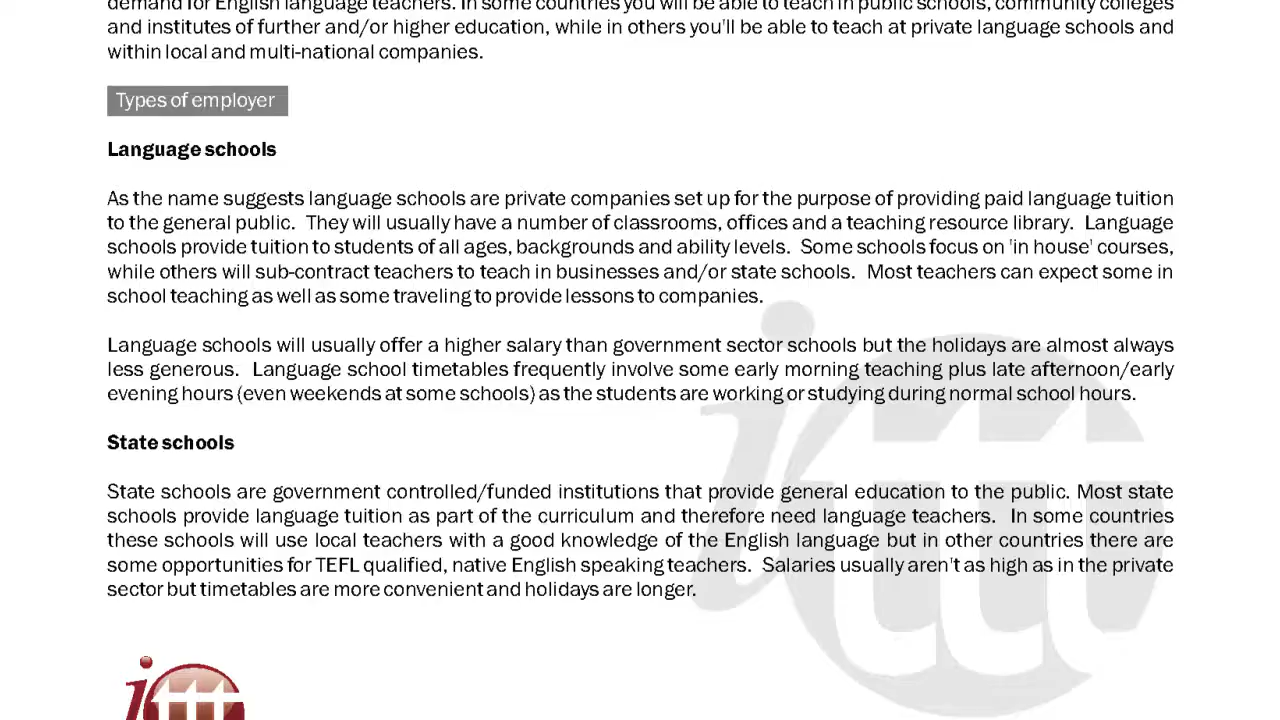 demand for English language teachers. In some countries you will be able to teach in public schools, community colleges
and institutes of further and/or higher education, while in others you'll be able to teach at private language schools and
within local and multi-national companies.
Types of employer
Language schools
As the name suggests language schools are private companies set up for the purpose of providing paid language tuition
to the general public.  They will usually have a number of classrooms, offices and a teaching resource library.  Language
schools provide tuition to students of all ages, backgrounds and ability levels.  Some schools focus on 'in house' courses,
while others will sub-contract teachers to teach in businesses and/or state schools.  Most teachers can expect some in
school teaching as well as some traveling to provide lessons to companies.
Language schools will usually offer a higher salary than government sector schools but the holidays are almost always
less generous.  Language school timetables frequently involve some early morning teaching plus late afternoon/early
evening hours (even weekends at some schools) as the students are working or studying during normal school hours.
State schools
State schools are government controlled/funded institutions that provide general education to the public. Most state
schools provide language tuition as part of the curriculum and therefore need language teachers.  In some countries
these schools will use local teachers with a good knowledge of the English language but in other countries there are
some opportunities for TEFL qualified, native English speaking teachers.  Salaries usually aren't as high as in the private
sector but timetables are more convenient and holidays are longer.
ittt
ittt